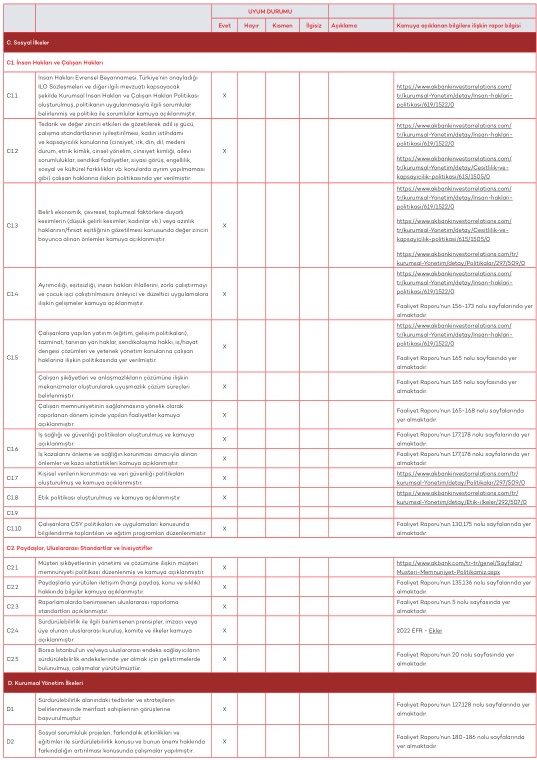 UYUM DURUMU
Evet Hayır Kısmen İlgisiz Açıklama Kamuya açıklanan bilgilere ilişkin rapor bilgisi
C. Sosyal İlkeler
C1. İnsan Hakları ve Çalışan Hakları
C1.1
İnsan Hakları Evrensel Beyannamesi, Türkiye'nin onayladığı
ILO Sözleşmeleri ve diğer ilgili mevzuatı kapsayacak
şekilde Kurumsal İnsan Hakları ve Çalışan Hakları Politikası
oluşturulmuş, politikanın uygulanmasıyla ilgili sorumlular
belirlenmiş ve politika ile sorumlular kamuya açıklanmıştır.
X
https://www.akbankinvestorrelations.com/
tr/kurumsal-Yonetim/detay/Insan-haklari-
politikasi/619/1522/0
C1.2
Tedarik ve değer zinciri etkileri de gözetilerek adil iş gücü,
çalışma standartlarının iyileştirilmesi, kadın istihdamı
ve kapsayıcılık konularına (cinsiyet, ırk, din, dil, medeni
durum, etnik kimlik, cinsel yönelim, cinsiyet kimliği, ailevi
sorumluluklar, sendikal faaliyetler, siyasi görüş, engellilik,
sosyal ve kültürel farklılıklar vb. konularda ayrım yapılmaması
gibi) çalışan haklarına ilişkin politikasında yer verilmiştir.
X
https://www.akbankinvestorrelations.com/
tr/kurumsal-Yonetim/detay/Insan-haklari-
politikasi/619/1522/0
https://www.akbankinvestorrelations.com/
tr/kurumsal-Yonetim/detay/Cesitlilik-ve-
kapsayicilik-politikasi/615/1505/0
C1.3
Belirli ekonomik, çevresel, toplumsal faktörlere duyarlı
kesimlerin (düşük gelirli kesimler, kadınlar vb.) veya azınlık
haklarının/fırsat eşitliğinin gözetilmesi konusunda değer zinciri
boyunca alınan önlemler kamuya açıklanmıştır.
X
https://www.akbankinvestorrelations.com/
tr/kurumsal-Yonetim/detay/Insan-haklari-
politikasi/619/1522/0
https://www.akbankinvestorrelations.com/
tr/kurumsal-Yonetim/detay/Cesitlilik-ve-
kapsayicilik-politikasi/615/1505/0
https://www.akbankinvestorrelations.com/tr/
kurumsal-Yonetim/detay/Politikalar/297/509/0
C1.4
Ayrımcılığı, eşitsizliği, insan hakları ihlallerini, zorla çalıştırmayı
ve çocuk işçi çalıştırılmasını önleyici ve düzeltici uygulamalara
ilişkin gelişmeler kamuya açıklanmıştır.
X
https://www.akbankinvestorrelations.com/
tr/kurumsal-Yonetim/detay/Insan-haklari-
politikasi/619/1522/0
Faaliyet Raporu'nun 156-173 nolu sayfalarında yer
almaktadır.
C1.5
Çalışanlara yapılan yatırım (eğitim, gelişim politikaları),
tazminat, tanınan yan haklar, sendikalaşma hakkı, iş/hayat
dengesi çözümleri ve yetenek yönetimi konularına çalışan
haklarına ilişkin politikasında yer verilmiştir.
X
https://www.akbankinvestorrelations.com/
tr/kurumsal-Yonetim/detay/Insan-haklari-
politikasi/619/1522/0
Faaliyet Raporu'nun 165 nolu sayfasında yer
almaktadır.
Çalışan şikâyetleri ve anlaşmazlıkların çözümüne ilişkin
mekanizmalar oluşturularak uyuşmazlık çözüm süreçleri
belirlenmiştir.
X
Faaliyet Raporu'nun 165 nolu sayfasında yer
almaktadır.
Çalışan memnuniyetinin sağlanmasına yönelik olarak
raporlanan dönem içinde yapılan faaliyetler kamuya
açıklanmıştır.
X
Faaliyet Raporu'nun 165-168 nolu sayfalarında
yer almaktadır.
C1.6
İş sağlığı ve güvenliği politikaları oluşturulmuş ve kamuya
açıklanmıştır.
X
Faaliyet Raporu'nun 177,178 nolu sayfalarında yer
almaktadır.
İş kazalarını önleme ve sağlığın korunması amacıyla alınan
önlemler ve kaza istatistikleri kamuya açıklanmıştır.
X
Faaliyet Raporu'nun 177,178 nolu sayfalarında yer
almaktadır.
C1.7
Kişisel verilerin korunması ve veri güvenliği politikaları
oluşturulmuş ve kamuya açıklanmıştır.
X
https://www.akbankinvestorrelations.com/tr/
kurumsal-Yonetim/detay/Politikalar/297/509/0
C1.8
Etik politikası oluşturulmuş ve kamuya açıklanmıştır
X
https://www.akbankinvestorrelations.com/tr/
kurumsal-Yonetim/detay/Etik-ilkeler/292/507/0
C1.9
C1.10
Çalışanlara ÇSY politikaları ve uygulamaları konusunda
bilgilendirme toplantıları ve eğitim programları düzenlenmiştir
X
Faaliyet Raporu'nun 130,175 nolu sayfalarında yer
almaktadır.
C2. Paydaşlar, Uluslararası Standartlar ve İnisiyatifler
C2.1
Müşteri şikâyetlerinin yönetimi ve çözümüne ilişkin müşteri
memnuniyeti politikası düzenlenmiş ve kamuya açıklanmıştır
X
https://www.akbank.com/tr-tr/genel/Sayfalar/
Musteri-Memnuniyet-Politikamiz.aspx
C2.2
Paydaşlarla yürütülen iletişim (hangi paydaş, konu ve sıklık)
hakkında bilgiler kamuya açıklanmıştır.
X
Faaliyet Raporu'nun 135,136 nolu sayfalarında yer
almaktadır.
C2.3
Raporlamalarda benimsenen uluslararası raporlama
standartları açıklanmıştır.
X
Faaliyet Raporu'nun 5 nolu sayfasında yer
almaktadır.
C2.4
Sürdürülebilirlik ile ilgili benimsenen prensipler, imzacı veya
üye olunan uluslararası kuruluş, komite ve ilkeler kamuya
açıklanmıştır.
X
2022 EFR - Ekler
C2.5
Borsa İstanbul'un ve/veya uluslararası endeks sağlayıcıların
sürdürülebilirlik endekslerinde yer almak için geliştirmelerde
bulunulmuş, çalışmalar yürütülmüştür.
X
Faaliyet Raporu'nun 20 nolu sayfasında yer
almaktadır.
D. Kurumsal Yönetim İlkeleri
D1
Sürdürülebilirlik alanındaki tedbirler ve stratejilerin
belirlenmesinde menfaat sahiplerinin görüşlerine
başvurulmuştur.
X
Faaliyet Raporu'nun 127,128 nolu sayfalarında yer
almaktadır.
D2
Sosyal sorumluluk projeleri, farkındalık etkinlikleri ve
eğitimler ile sürdürülebilirlik konusu ve bunun önemi hakkında
farkındalığın artırılması konusunda çalışmalar yapılmıştır.
X
Faaliyet Raporu'nun 180-186 nolu sayfalarında
yer almaktadır.